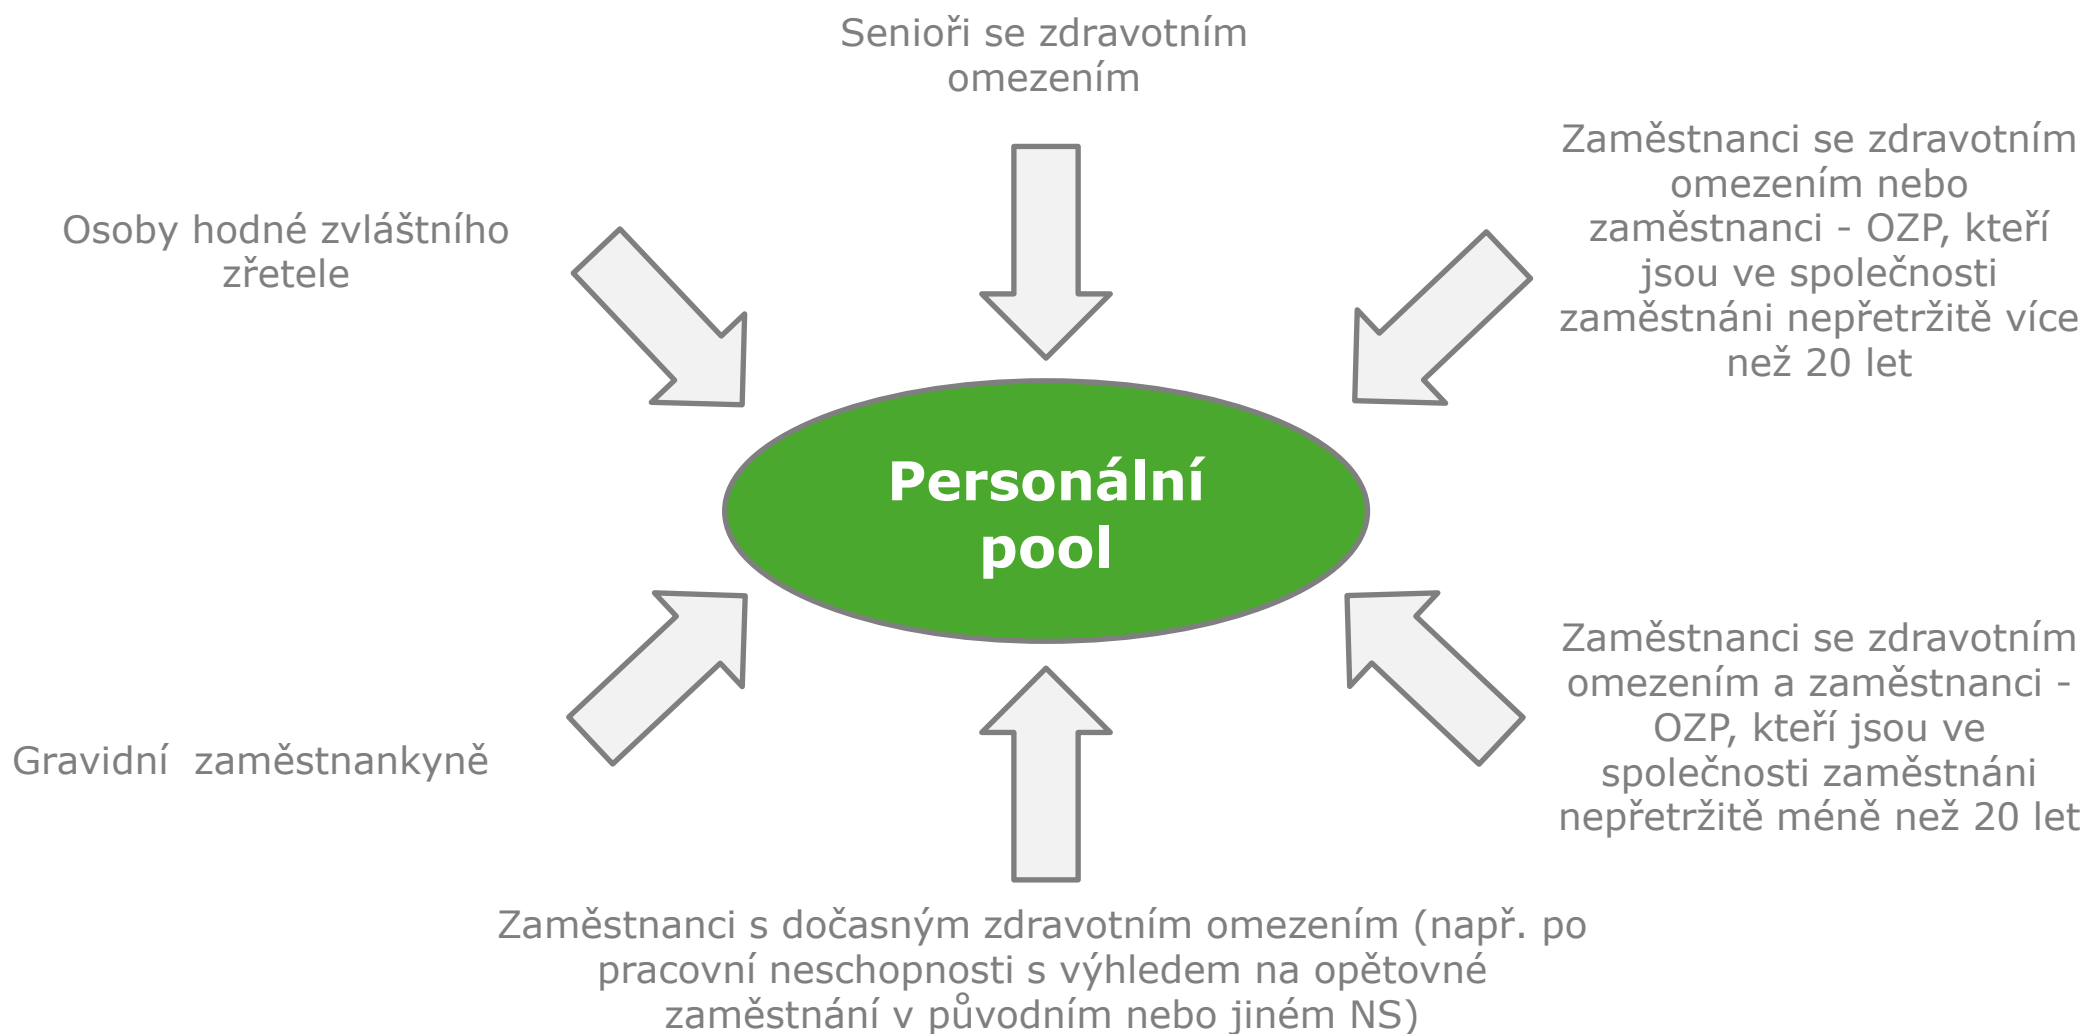 Senioři se zdravotním
omezením
Osoby hodné zvláštního
zřetele
Zaměstnanci se zdravotním
omezením nebo
zaměstnanci - OZP, kteří
jsou ve společnosti
zaměstnáni nepřetržitě více
než 20 let
Personální
pool
Gravidní  zaměstnankyně
Zaměstnanci se zdravotním
omezením a zaměstnanci -
OZP, kteří jsou ve
společnosti zaměstnáni
nepřetržitě méně než 20 let
Zaměstnanci s dočasným zdravotním omezením (např. po
pracovní neschopnosti s výhledem na opětovné
zaměstnání v původním nebo jiném NS)